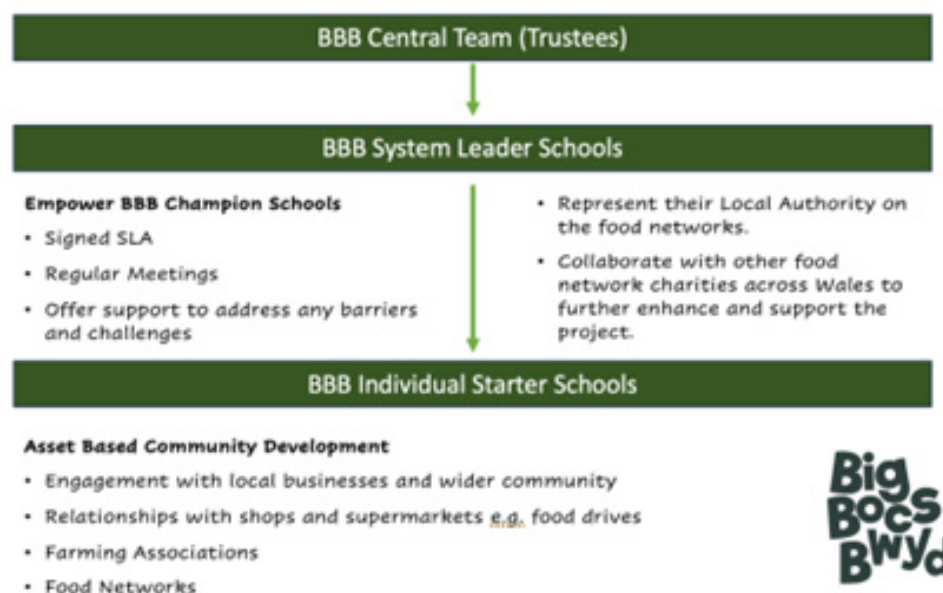 BBB Central Team (Trustees)
BBB System Leader Schools
Empower BBB Champion Schools
• Signed SLA
• Regular Meetings
• Offer support to address any barriers
and challenges
• Represent their Local Authority on
the food networks.
• Collaborate with other food
network charities across Wales to
further enhance and support the
project.
BBB Individual Starter Schools
Asset Based Community Development
• Engagement with local businesses and wider community
• Relationships with shops and supermarkets e.g. food drives
• Farming Associations
• Food Networks
Big
Bocs
Bwyd